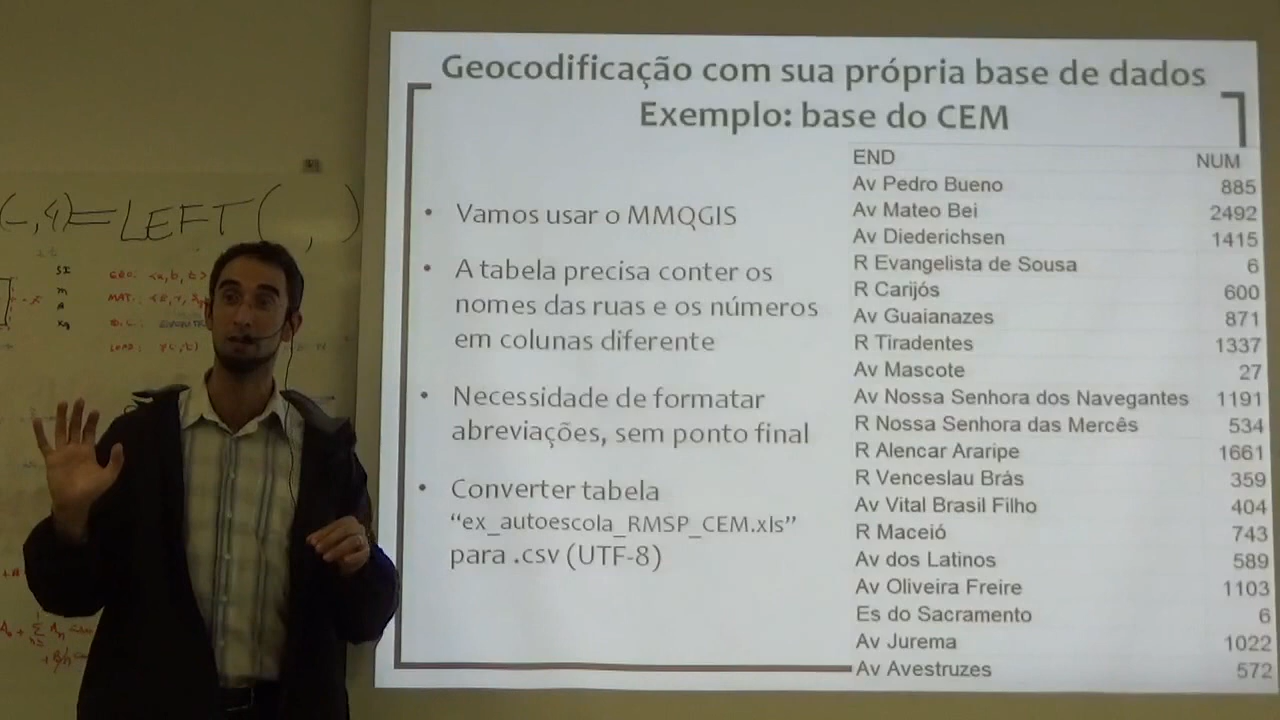 Geocodificação com sua própria base de dados
Exemplo: base do CEM
• Vamos usar o MMQGIS
• A tabela precisa conter os
nomes das ruas e os números
em colunas diferente
• Necessidade de formatar
abreviações, sem ponto final
• Converter tabela
“ex_autoescola_RMSP_CEM.xls”
para .csv (UTF-8)
END NUM
Av Pedro Bueno 885
Av Mateo Bei 2492
Av Diederichsen 1415
R Evangelista de Sousa 6
R Carijós 600
Av Guaianazes 871
R Tiradentes 1337
Av Mascote 27
Av Nossa Senhora dos Navegantes 1191
R Nossa Senhora das Mercês 534
R Alencar Araripe 1661
R Venceslau Brás 359
Av Vital Brasil Filho 404
R Maceió 743
Av dos Latinos 589
Av Oliveira Freire 1103
Es do Sacramento 6
Av Jurema 1022
Av Avestruzes 572
,4)=LEFT( , )